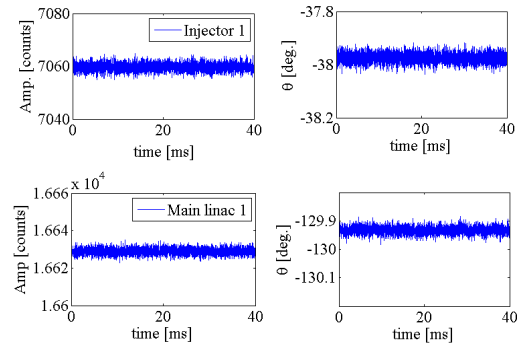 7080
7060
7040
Amp. [counts]
Injector 1
0 20 40
time [ms]
-37.8
-38
-38.2
θ [deg.]
0 20 40
time [ms]
x 10^4
1.666
1.664
1.662
1.66
Amp [counts]
Main linac 1
0 20 40
time [ms]
-129.9
-130
-130.1
θ [deg.]
0 20 40
time [ms]